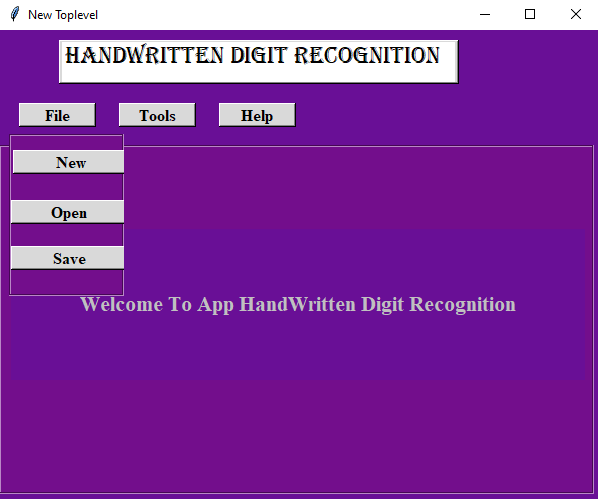 New Toplevel
HANDWRITTEN DIGIT RECOGNITION
File Tools Help
New
Open
Save
Welcome To App HandWritten Digit Recognition